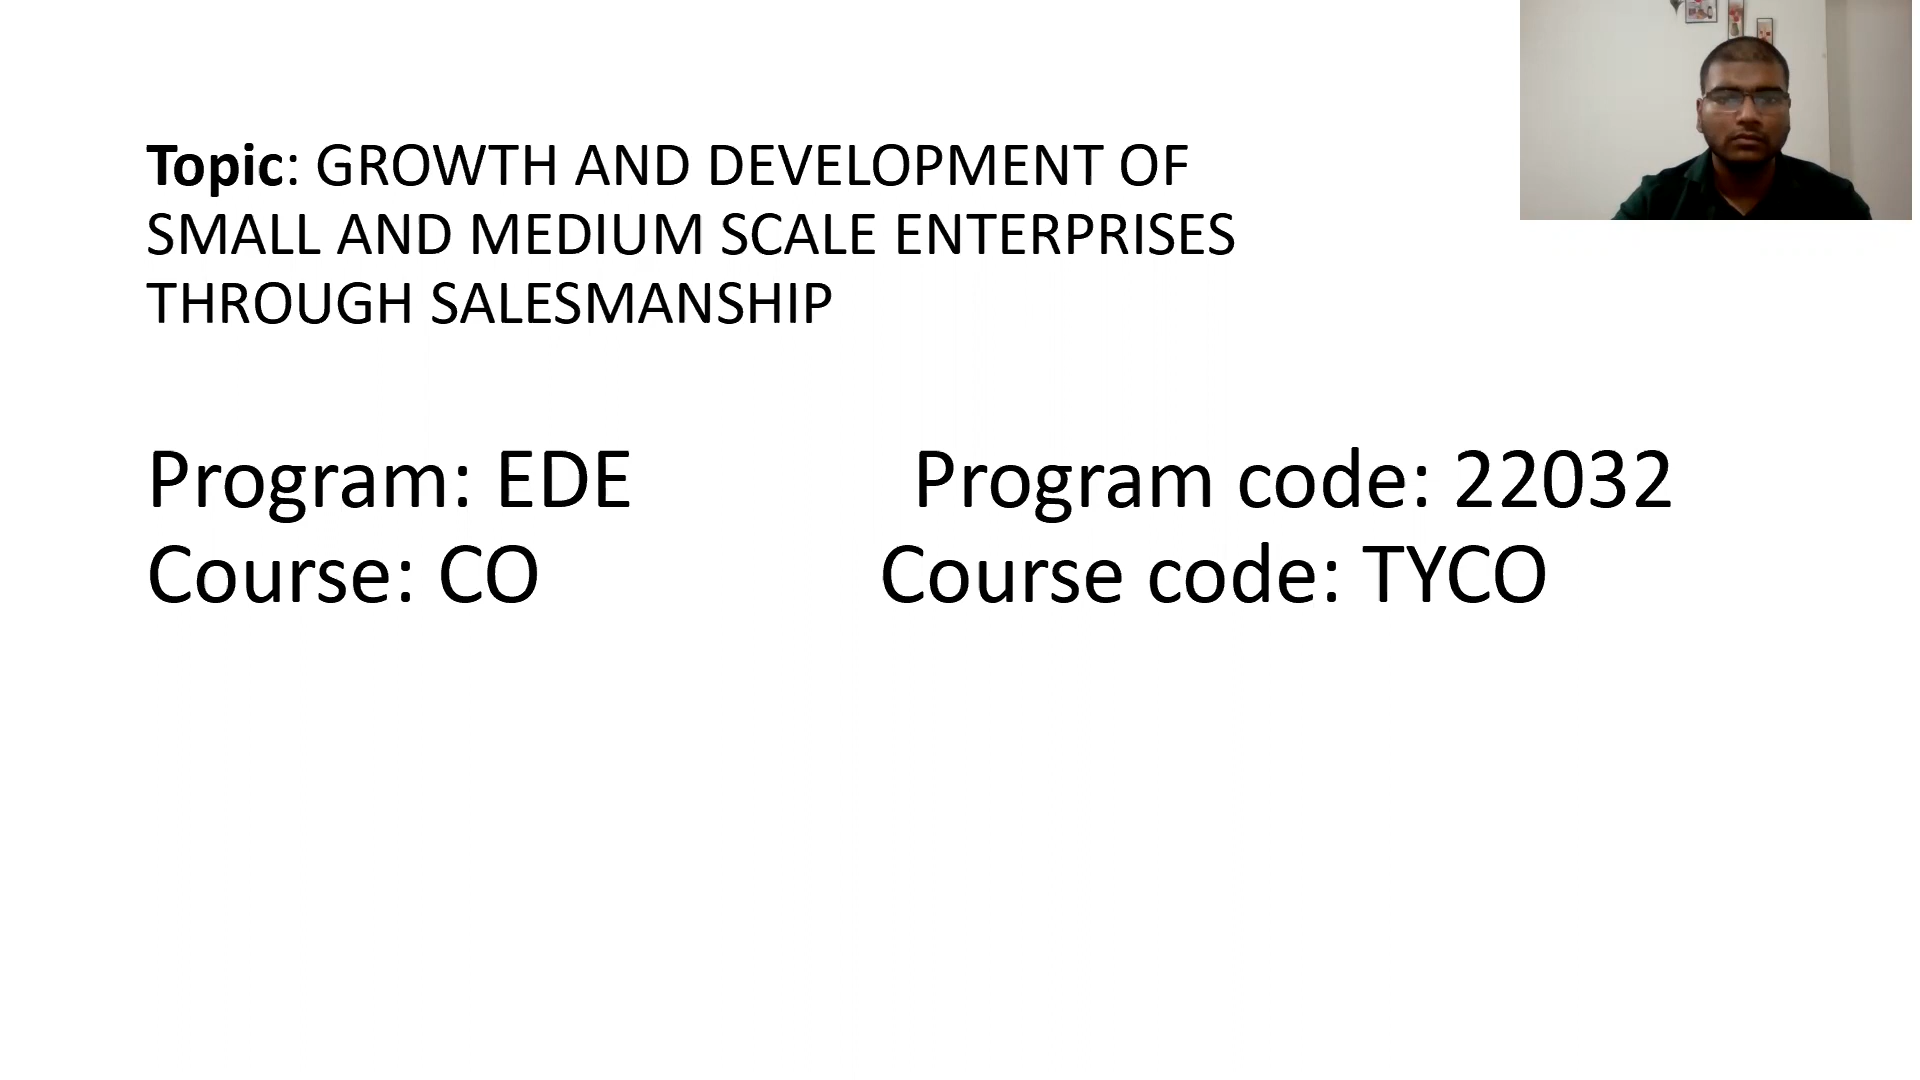 Topic: GROWTH AND DEVELOPMENT OF
SMALL AND MEDIUM SCALE ENTERPRISES
THROUGH SALESMANSHIP
Program: EDE Program code: 22032
Course: CO Course code: TYCO